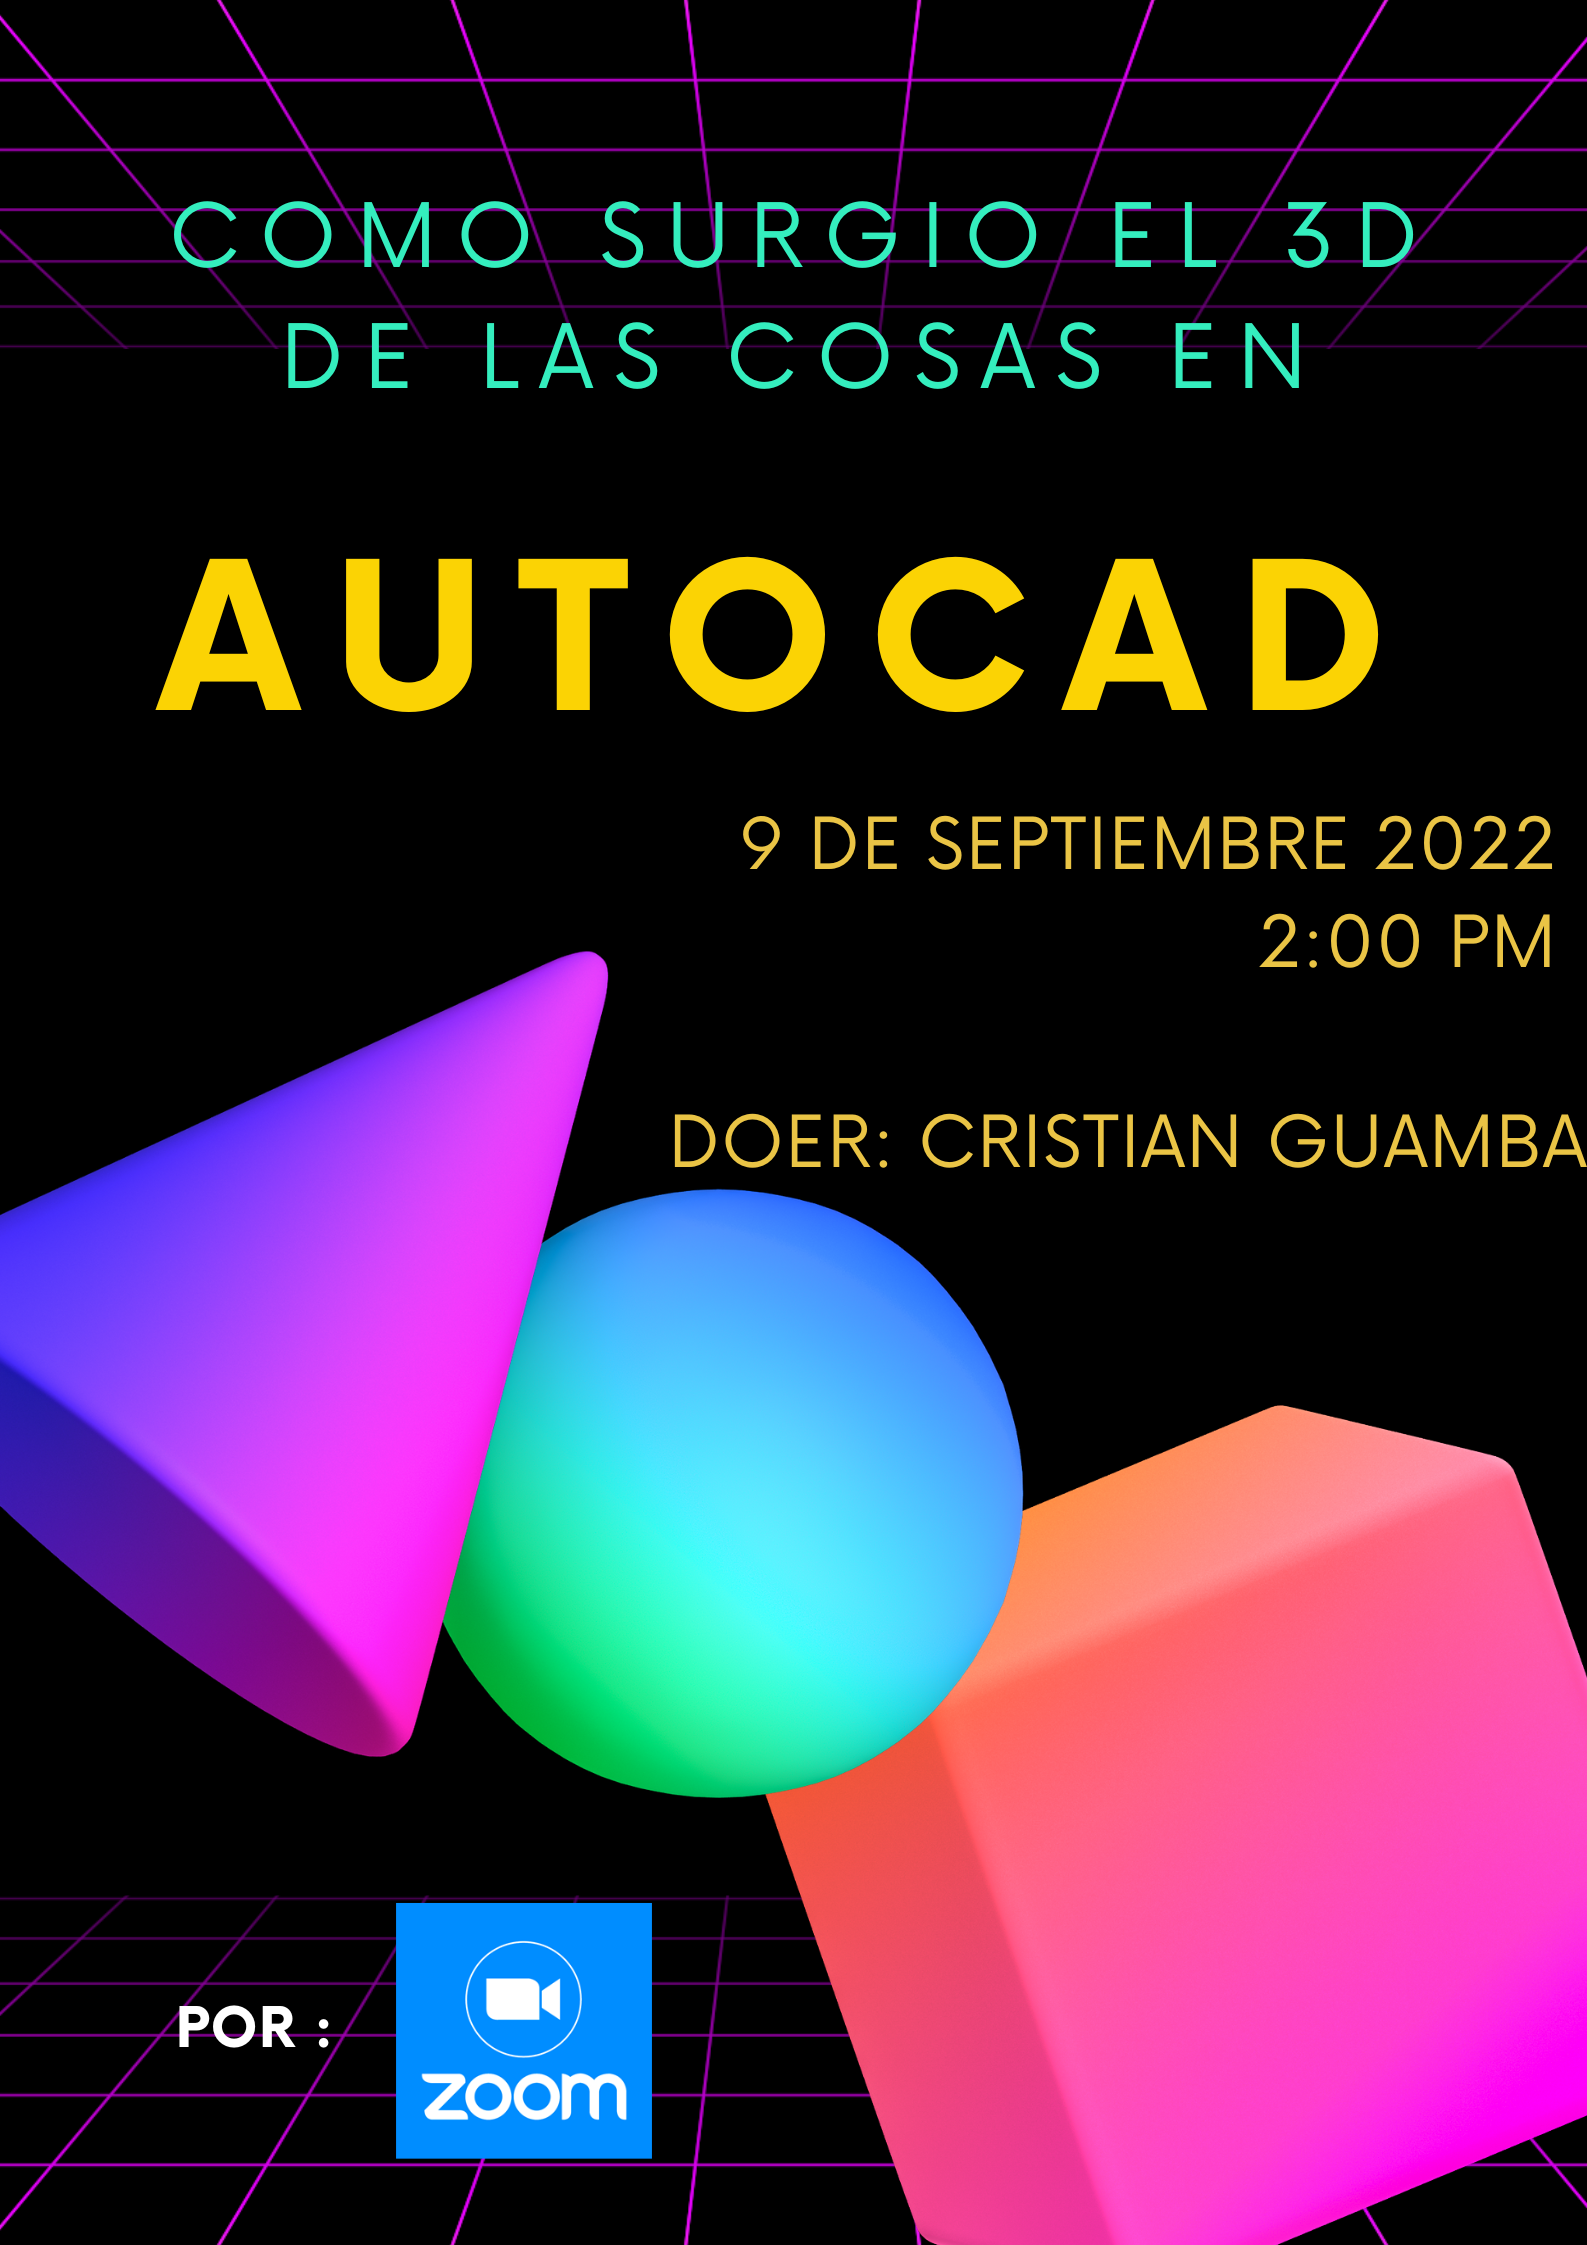 COMO SURGIO EL 3D
DE LAS COSAS EN
AUTOCAD
9 DE SEPTIEMBRE 2022
2:00 PM
DOER: CRISTIAN GUAMBA
POR :
zoom